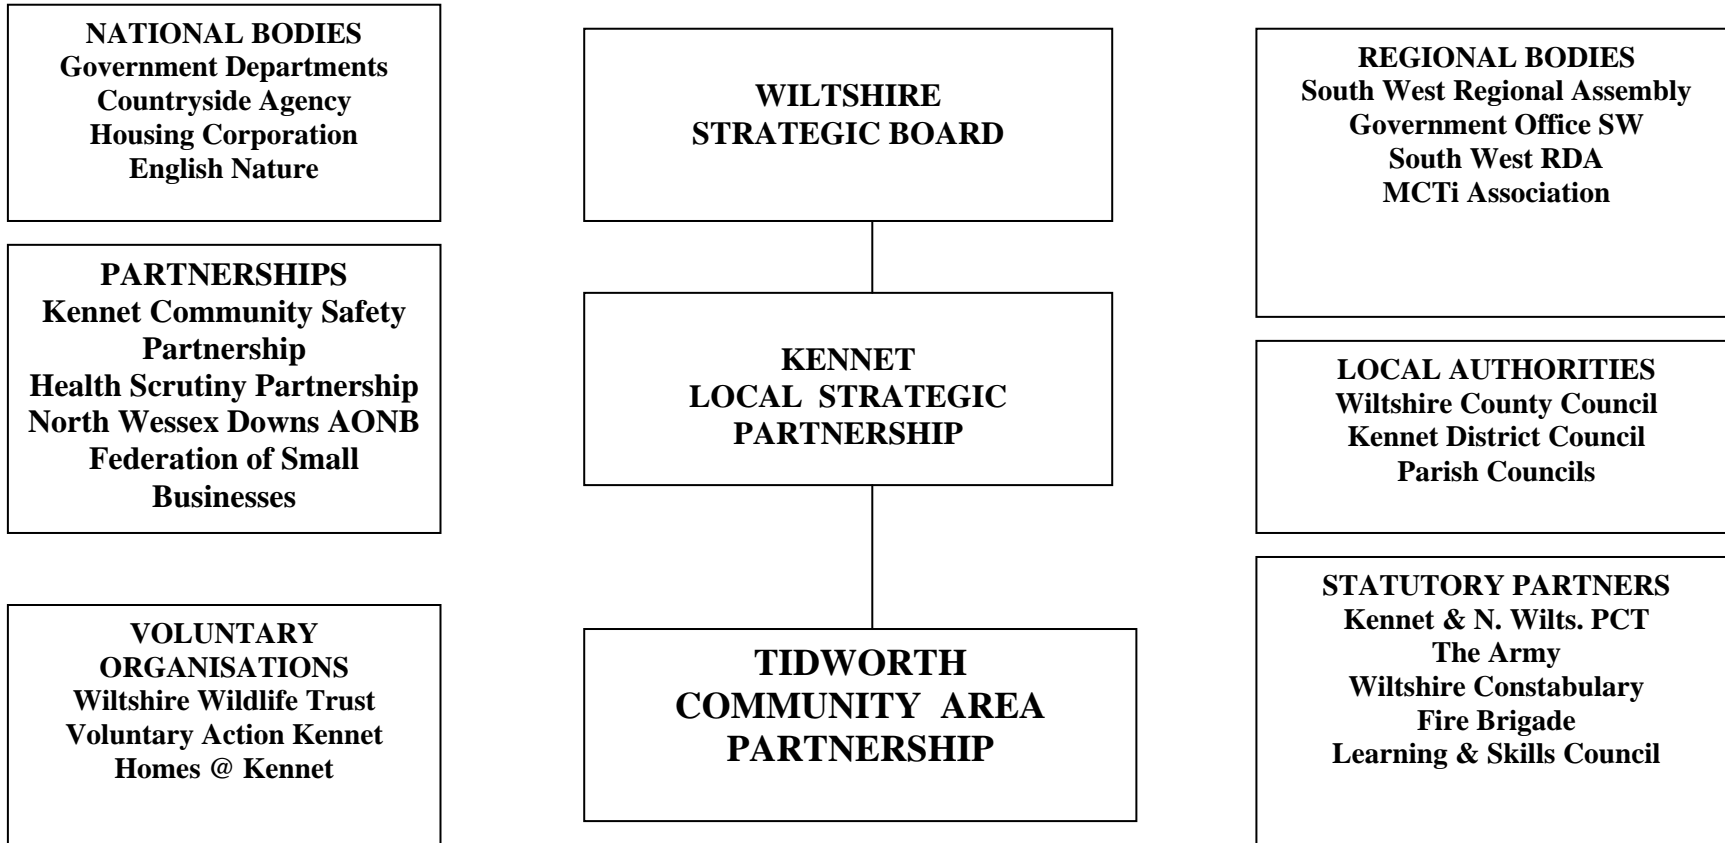 NATIONAL BODIES
Government Departments
Countryside Agency
Housing Corporation
English Nature
PARTNERSHIPS
Kennet Community Safety
Partnership
Health Scrutiny Partnership
North Wessex Downs AONB
Federation of Small
Businesses
VOLUNTARY
ORGANISATIONS
Wiltshire Wildlife Trust
Voluntary Action Kennet
Homes @ Kennet
WILTSHIRE
STRATEGIC BOARD
KENNET
LOCAL STRATEGIC
PARTNERSHIP
TIDWORTH
COMMUNITY AREA
PARTNERSHIP
REGIONAL BODIES
South West Regional Assembly
Government Office SW
South West RDA
MCTi Association
LOCAL AUTHORITIES
Wiltshire County Council
Kennet District Council
Parish Councils
STATUTORY PARTNERS
Kennet & N. Wilts. PCT
The Army
Wiltshire Constabulary
Fire Brigade
Learning & Skills Council